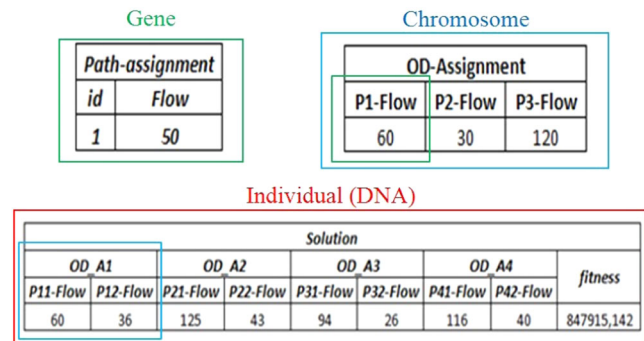 Gene
Path-assignment
id Flow
1 50
Chromosome
OD-Assignment
P1-Flow P2-Flow P3-Flow
60 30 120
Individual (DNA)
Solution
OD_A1 OD_A2 OD_A3 OD_A4 fitness
P11-Flow P12-Flow P21-Flow P22-Flow P31-Flow P32-Flow P41-Flow P42-Flow
60 36 125 43 94 26 116 40 847915,142